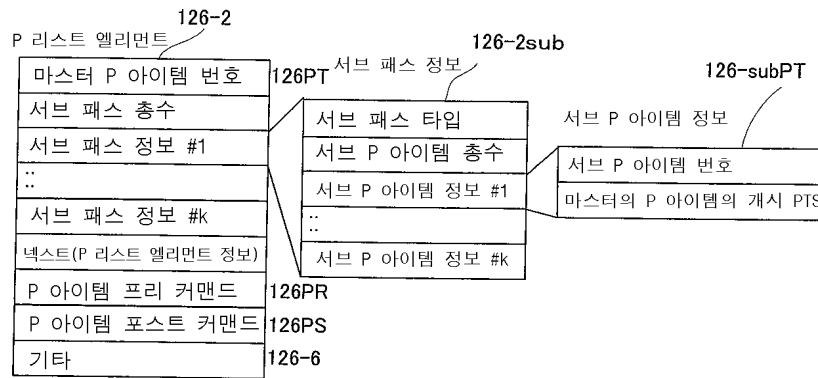 126-2
P 리스트 엘리먼트
마스터 P 아이템 번호
126PT
서브 패스 총수
서브 패스 정보 #1
::
서브 패스 정보 #k
넥스트(P 리스트 엘리먼트 정보)
P 아이템 프리 커맨드
126PR
P 아이템 포스트 커맨드
126PS
기타
126-6
126-2sub
서브 패스 정보
서브 패스 타입
서브 P 아이템 총수
서브 P 아이템 정보 #1
::
서브 P 아이템 정보 #k
126-subPT
서브 P 아이템 정보
서브 P 아이템 번호
마스터의 P 아이템의 개시 PTS